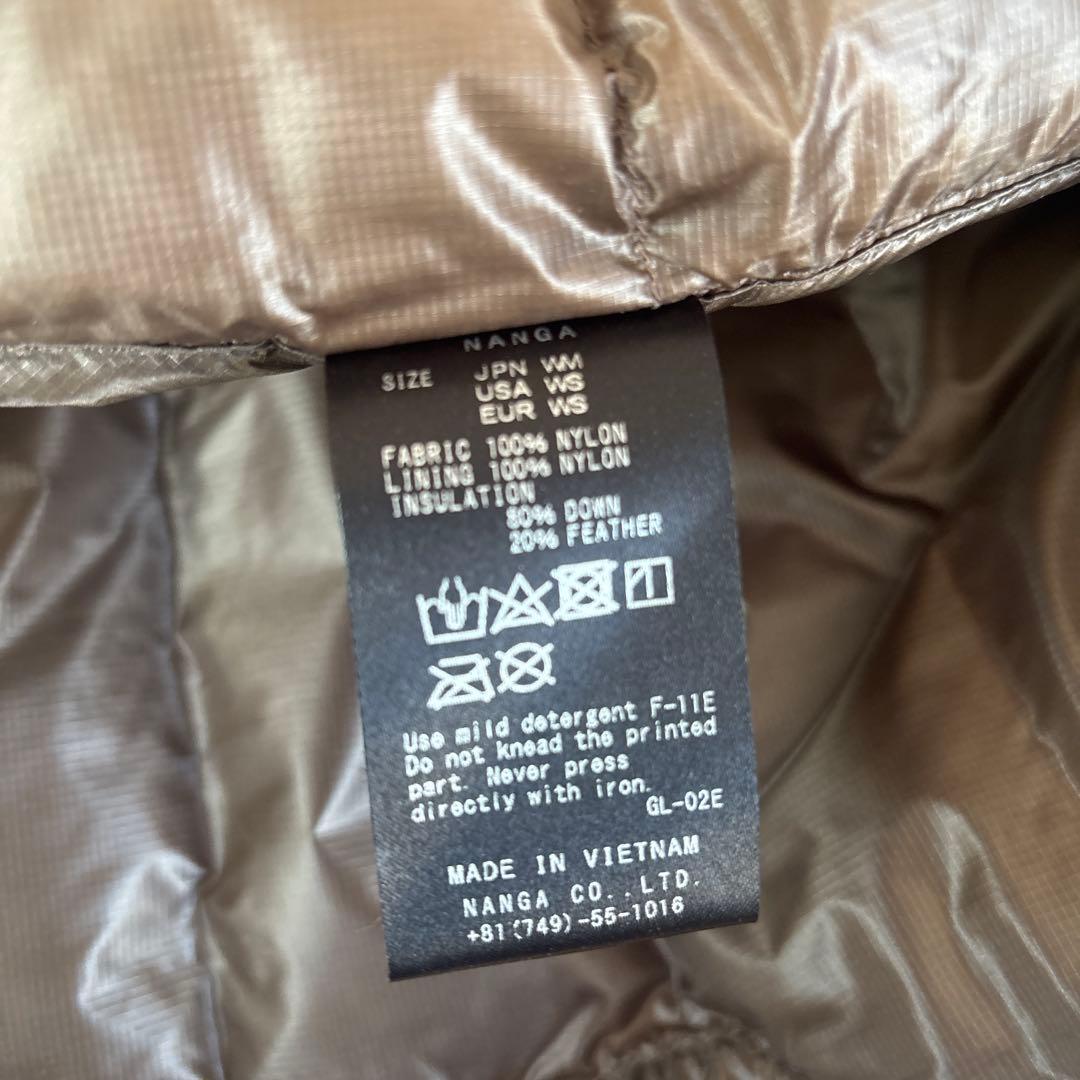 NANGA
SIZE JPN WM
USA WS
EUR WS
FABRIC 100% NYLON
LINING 100% NYLON
INSULATION
80% DOWN
20% FEATHER
Use mild detergent F-11E
Do not knead the printed
part. Never press
directly with iron.
GL-02E
MADE IN VIETNAM
NANGA CO.,LTD.
+81(749)-55-1016